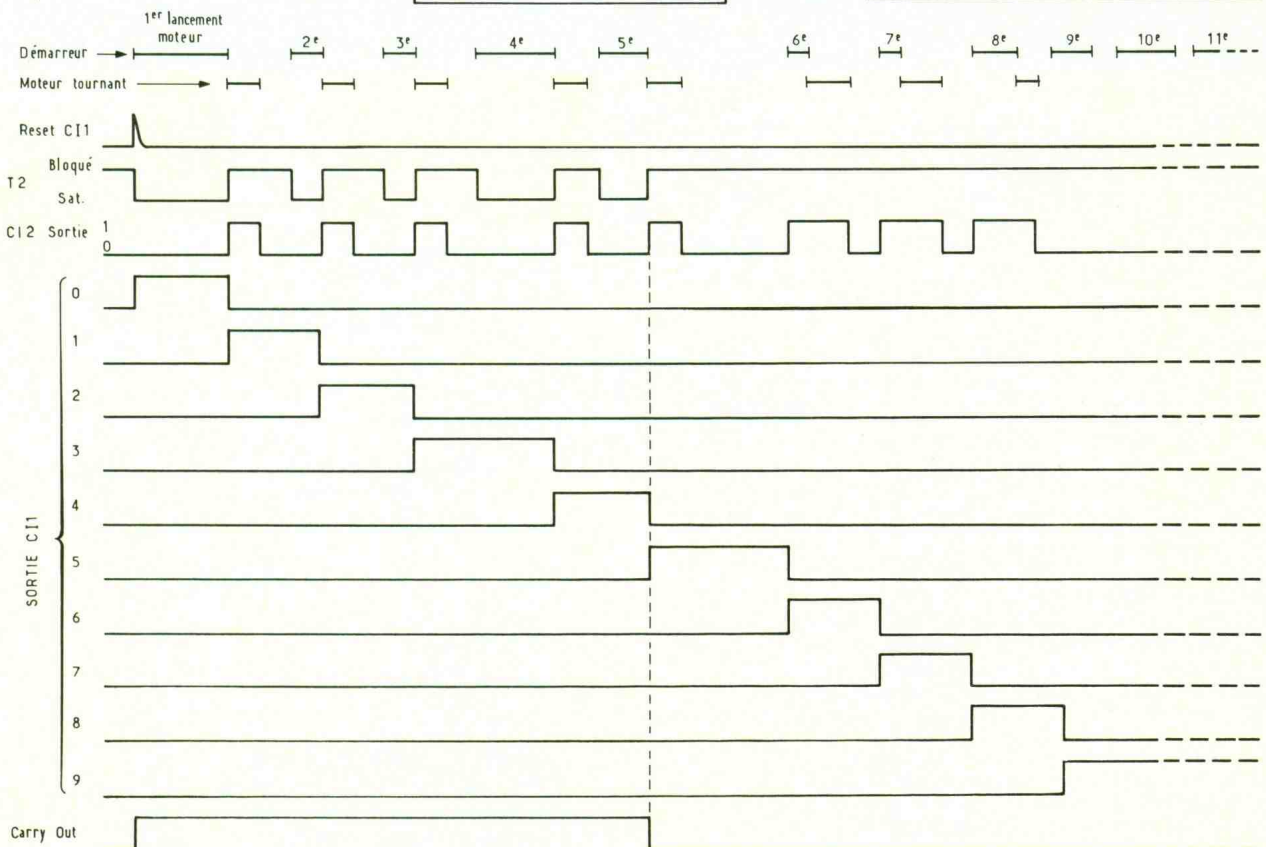 1er lancement
moteur
Démarreur
2e
3e
4e
5e
6e
7e
8e
9e
10e
11e
Moteur tournant
Reset CI1
T2
Bloqué
Sat.
CI2 Sortie
1
0
SORTIE CI1
0
1
2
3
4
5
6
7
8
9
Carry Out